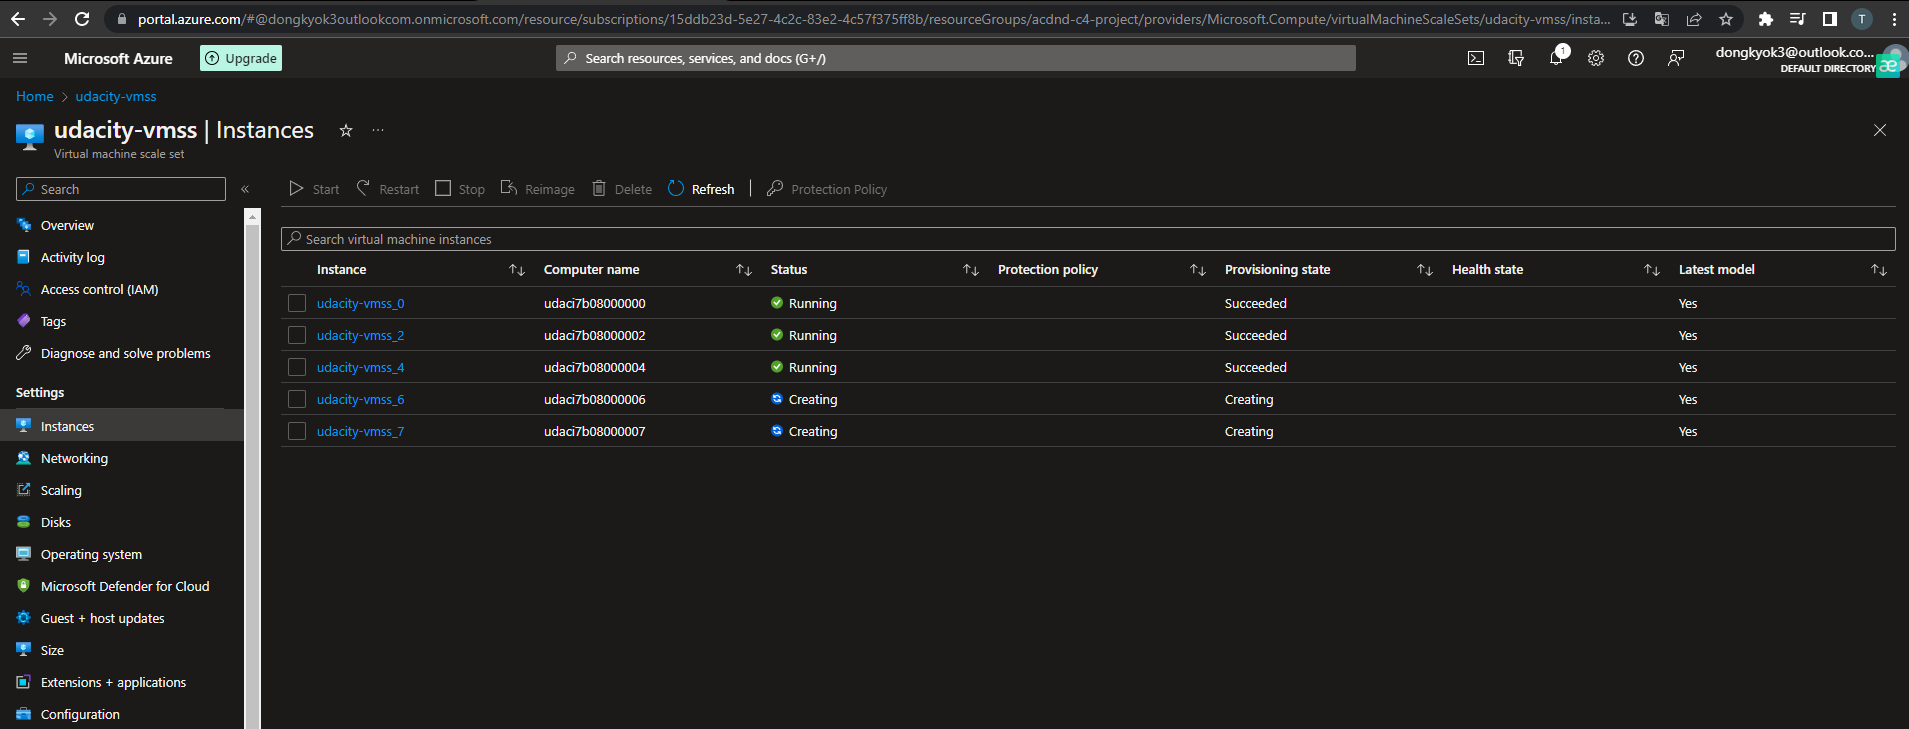 portal.azure.com/#@dongkyok3outlookcom.onmicrosoft.com/resource/subscriptions/15ddb23d-5e27-4c2c-83e2-4c57f375ff8b/resourceGroups/acdnd-c4-project/providers/Microsoft.Compute/virtualMachineScaleSets/udacity-vmss/insta...
T
Microsoft Azure
Upgrade
Search resources, services, and docs (G+/)
1
dongkyok3@outlook.co...
DEFAULT DIRECTORY
æ
Home > udacity-vmss
udacity-vmss | Instances
Virtual machine scale set
Search
Overview
Activity log
Access control (IAM)
Tags
Diagnose and solve problems
Settings
Instances
Networking
Scaling
Disks
Operating system
Microsoft Defender for Cloud
Guest + host updates
Size
Extensions + applications
Configuration
Start Restart Stop Reimage Delete Refresh Protection Policy
Search virtual machine instances
Instance Computer name Status Protection policy Provisioning state Health state Latest model
udacity-vmss_0 udaci7b08000000 Running Succeeded Yes
udacity-vmss_2 udaci7b08000002 Running Succeeded Yes
udacity-vmss_4 udaci7b08000004 Running Succeeded Yes
udacity-vmss_6 udaci7b08000006 Creating Creating Yes
udacity-vmss_7 udaci7b08000007 Creating Creating Yes